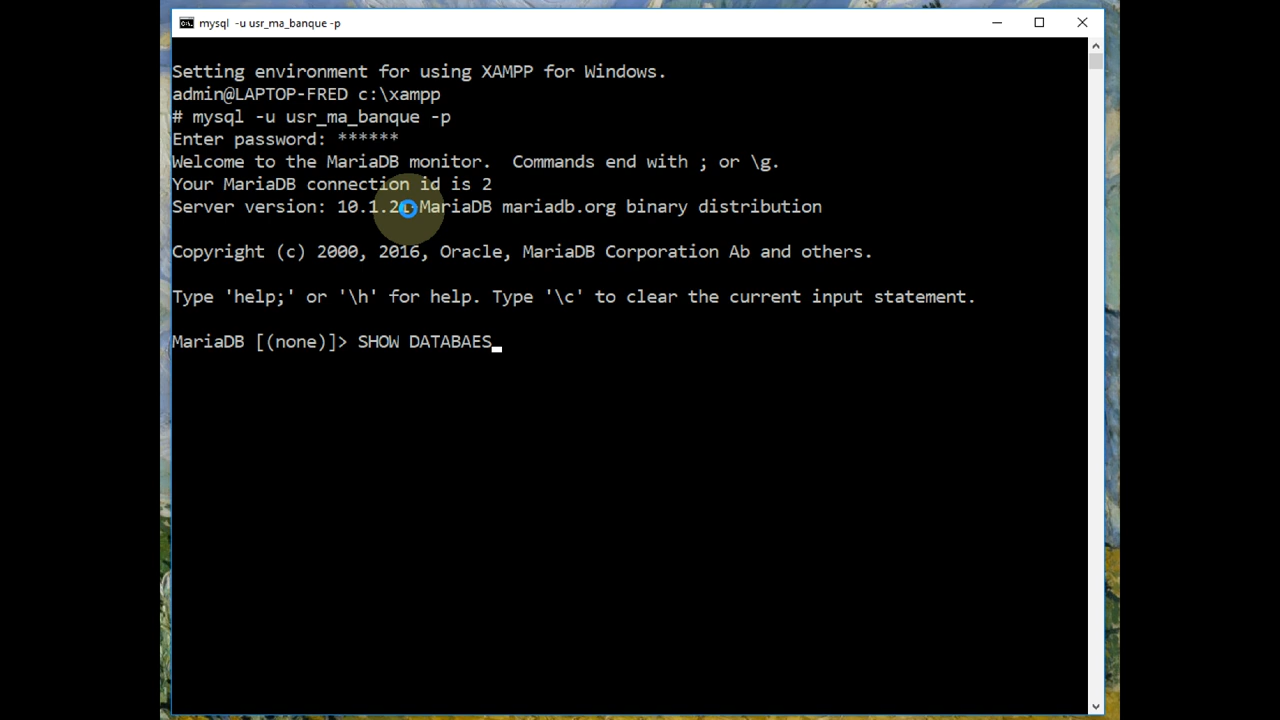 mysql -u usr_ma_banque -p
Setting environment for using XAMPP for Windows.
admin@LAPTOP-FRED c:\xampp
# mysql -u usr_ma_banque -p
Enter password: ******
Welcome to the MariaDB monitor.  Commands end with ; or \g.
Your MariaDB connection id is 2
Server version: MariaDB mariadb.org binary distribution
Copyright (c) 2000, 2016, Oracle, MariaDB Corporation Ab and others.
Type 'help;' or '\h' for help. Type '\c' to clear the current input statement.
MariaDB [(none)]> SHOW DATABAES